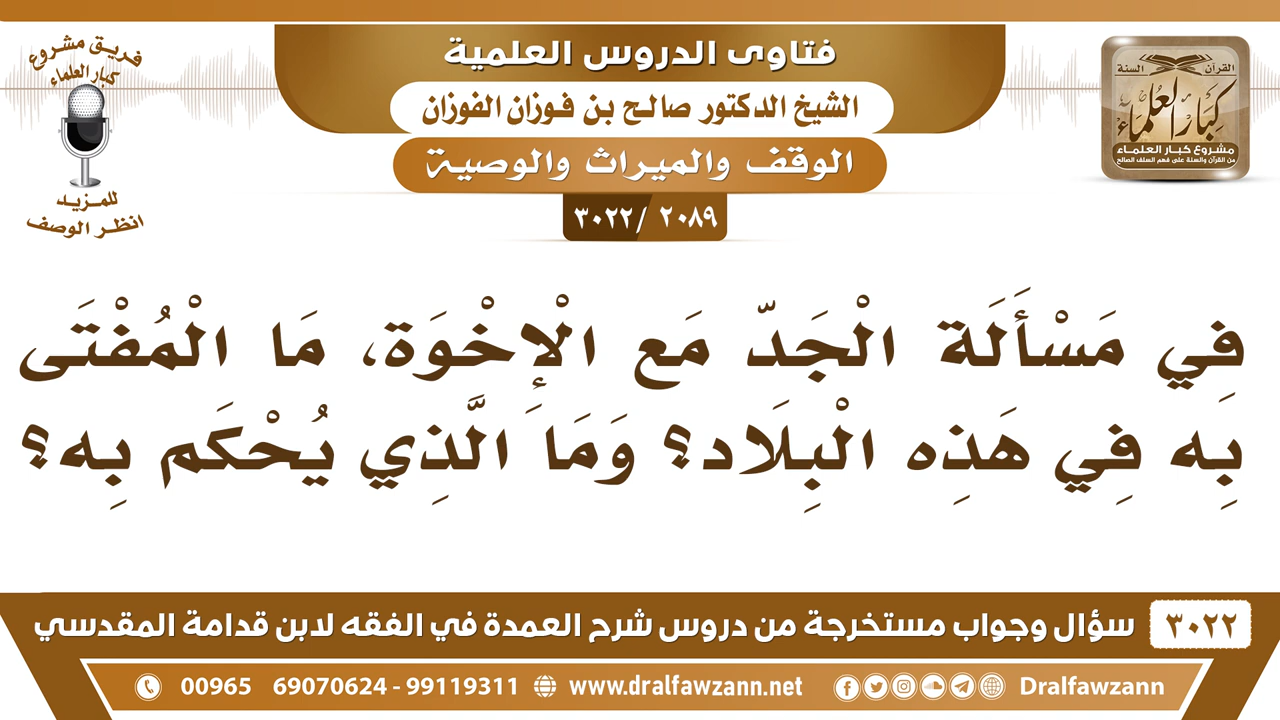 فتاوى الدروس العلمية
الشيخ الدكتور صالح بن فوزان الفوزان
الوقف والميراث والوصية
٢٠٨٩ / ٣٠٢٢
فريق مشروع
كبار العلماء
للمزيد
انظر الوصف
القرآن السنة
كبار العلماء
مشروع كبار العلماء
من القرآن والسنة على فهم السلف الصالح
فِي مَسْأَلَة الْجَدّ مَع الْإِخْوَة، مَا الْمُفْتَى
بِه فِي هَذِه الْبِلَاد؟ وَمَا الَّذِي يُحْكَم بِه؟
٣٠٢٢ سؤال وجواب مستخرجة من دروس شرح العمدة في الفقه لابن قدامة المقدسي
00965 69070624 - 99119311 www.dralfawzann.net Dralfawzann